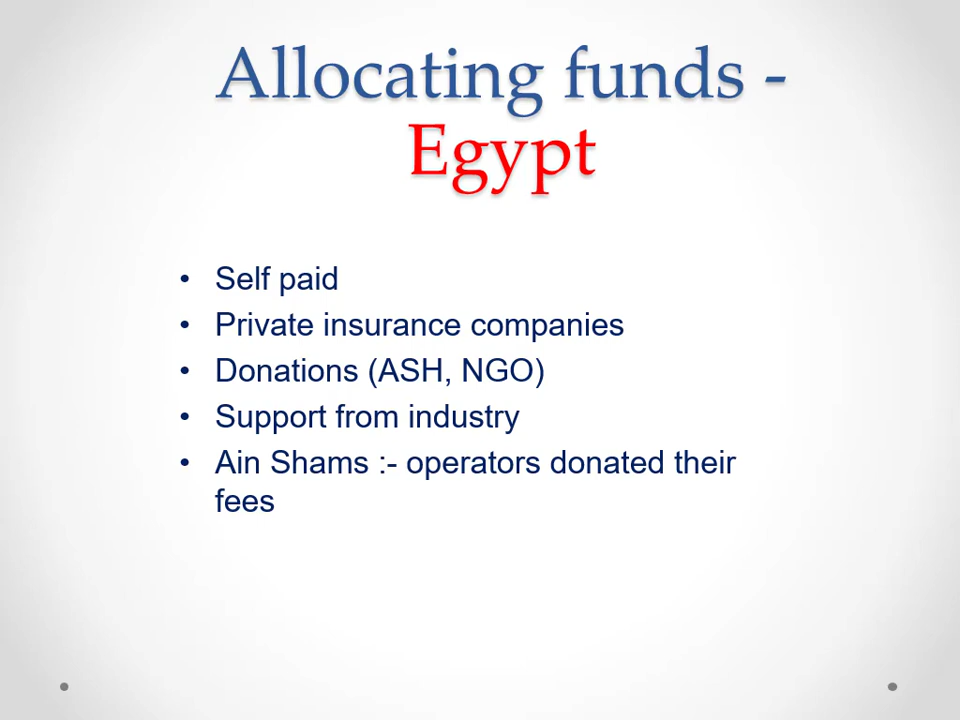 Allocating funds -
Egypt
• Self paid
• Private insurance companies
• Donations (ASH, NGO)
• Support from industry
• Ain Shams :- operators donated their
fees